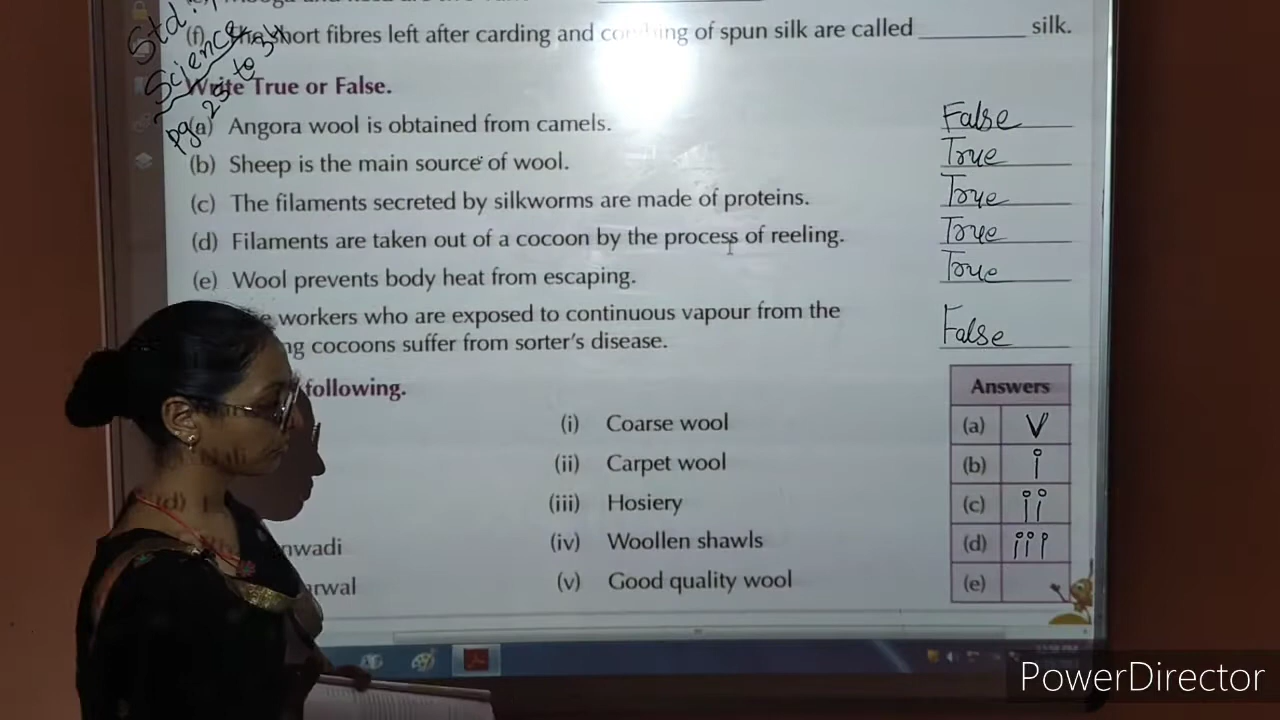 Std.
Science
pg. 25 to 34
(f) The short fibres left after carding and combing of spun silk are called ________ silk.
Write True or False.
(a) Angora wool is obtained from camels. False
(b) Sheep is the main source of wool. True
(c) The filaments secreted by silkworms are made of proteins. True
(d) Filaments are taken out of a cocoon by the process of reeling. True
(e) Wool prevents body heat from escaping. True
workers who are exposed to continuous vapour from the
cocoons suffer from sorter's disease. False
following.
Answers
(i) Coarse wool (a) V
(ii) Carpet wool (b) i
(iii) Hosiery (c) ii
(d)
nwadi (iv) Woollen shawls (d) iii
rwal (v) Good quality wool (e)
PowerDirector